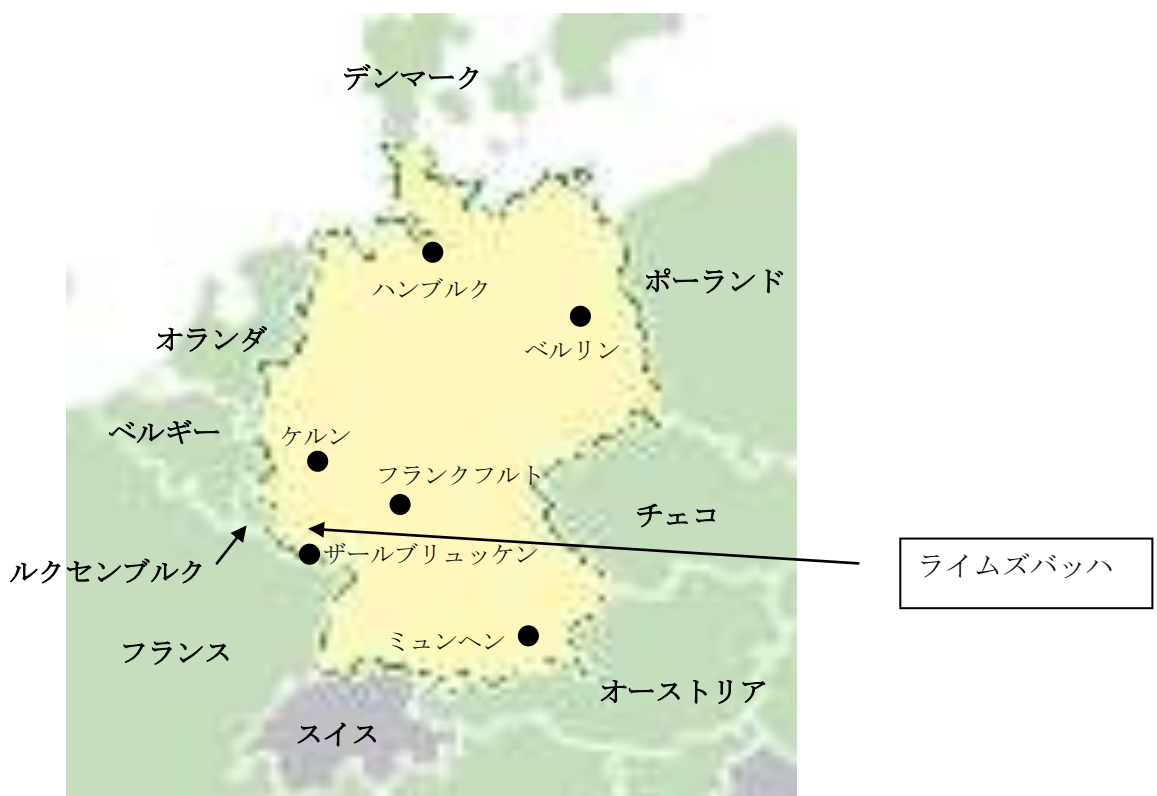 デンマーク
ハンブルク
ポーランド
オランダ
ベルリン
ベルギー
ケルン
フランクフルト
チェコ
ザールブリュッケン
ルクセンブルク
ライムズバッハ
フランス
ミュンヘン
オーストリア
スイス